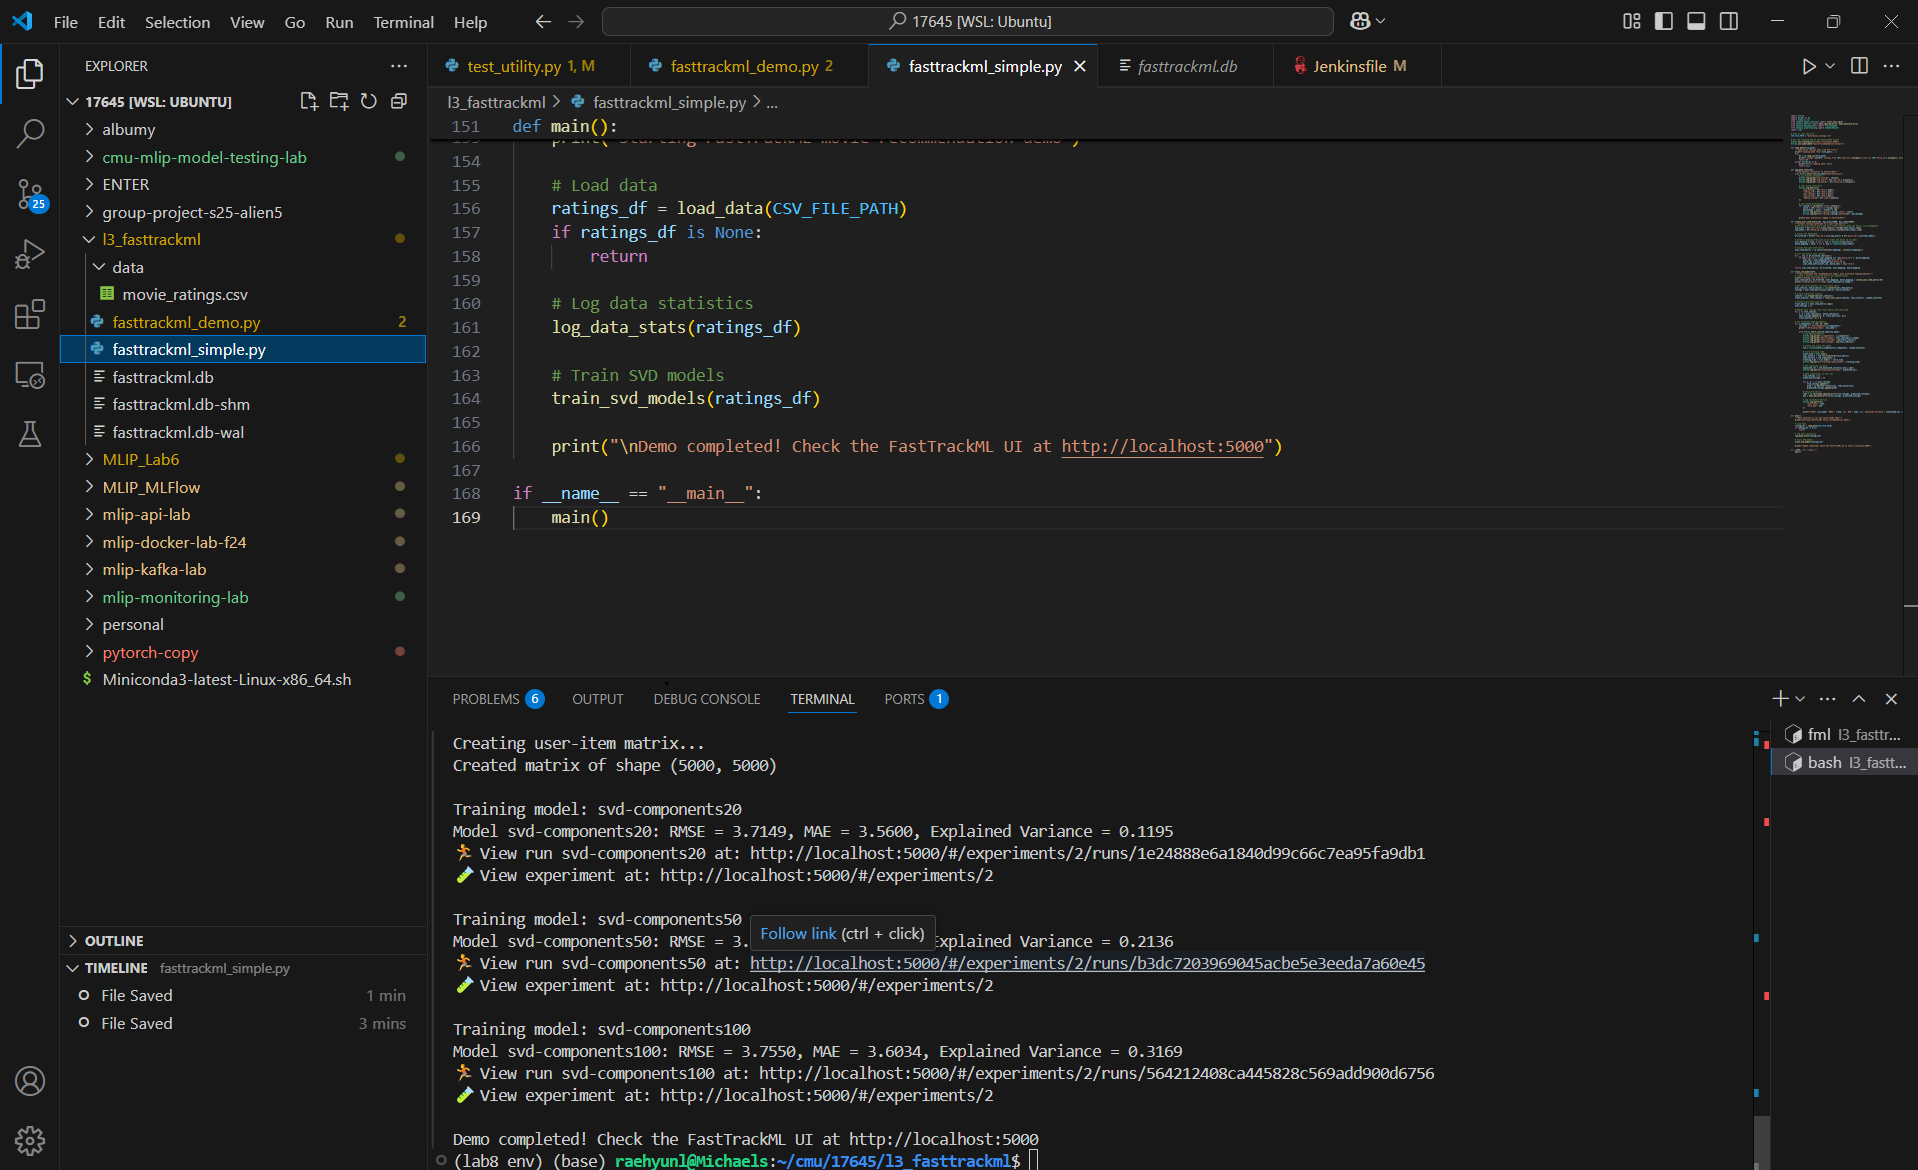 File Edit Selection View Go Run Terminal Help
17645 [WSL: Ubuntu]
EXPLORER
17645 [WSL: UBUNTU]
albumy
cmu-mlip-model-testing-lab
ENTER
group-project-s25-alien5
l3_fasttrackml
data
movie_ratings.csv
fasttrackml_demo.py 2
fasttrackml_simple.py
fasttrackml.db
fasttrackml.db-shm
fasttrackml.db-wal
MLIP_Lab6
MLIP_MLFlow
mlip-api-lab
mlip-docker-lab-f24
mlip-kafka-lab
mlip-monitoring-lab
personal
pytorch-copy
$ Miniconda3-latest-Linux-x86_64.sh
25
OUTLINE
TIMELINE fasttrackml_simple.py
File Saved 1 min
File Saved 3 mins
test_utility.py 1, M
fasttrackml_demo.py 2
fasttrackml_simple.py
fasttrackml.db
Jenkinsfile M
l3_fasttrackml > fasttrackml_simple.py > ...
151 def main():
154
155 # Load data
156 ratings_df = load_data(CSV_FILE_PATH)
157 if ratings_df is None:
158 return
159
160 # Log data statistics
161 log_data_stats(ratings_df)
162
163 # Train SVD models
164 train_svd_models(ratings_df)
165
166 print("\nDemo completed! Check the FastTrackML UI at http://localhost:5000")
167
168 if __name__ == "__main__":
169 main()
PROBLEMS 6 OUTPUT DEBUG CONSOLE TERMINAL PORTS 1
fml l3_fasttr...
bash l3_fastt...
Creating user-item matrix...
Created matrix of shape (5000, 5000)
Training model: svd-components20
Model svd-components20: RMSE = 3.7149, MAE = 3.5600, Explained Variance = 0.1195
🏃 View run svd-components20 at: http://localhost:5000/#/experiments/2/runs/1e24888e6a1840d99c66c7ea95fa9db1
🧪 View experiment at: http://localhost:5000/#/experiments/2
Training model: svd-components50
Follow link (ctrl + click)
Model svd-components50: RMSE = 3. Explained Variance = 0.2136
🏃 View run svd-components50 at: http://localhost:5000/#/experiments/2/runs/b3dc7203969045acbe5e3eeda7a60e45
🧪 View experiment at: http://localhost:5000/#/experiments/2
Training model: svd-components100
Model svd-components100: RMSE = 3.7550, MAE = 3.6034, Explained Variance = 0.3169
🏃 View run svd-components100 at: http://localhost:5000/#/experiments/2/runs/564212408ca445828c569add900d6756
🧪 View experiment at: http://localhost:5000/#/experiments/2
Demo completed! Check the FastTrackML UI at http://localhost:5000
(lab8_env) (base) raehyunl@Michaels:~/cmu/17645/l3_fasttrackml$